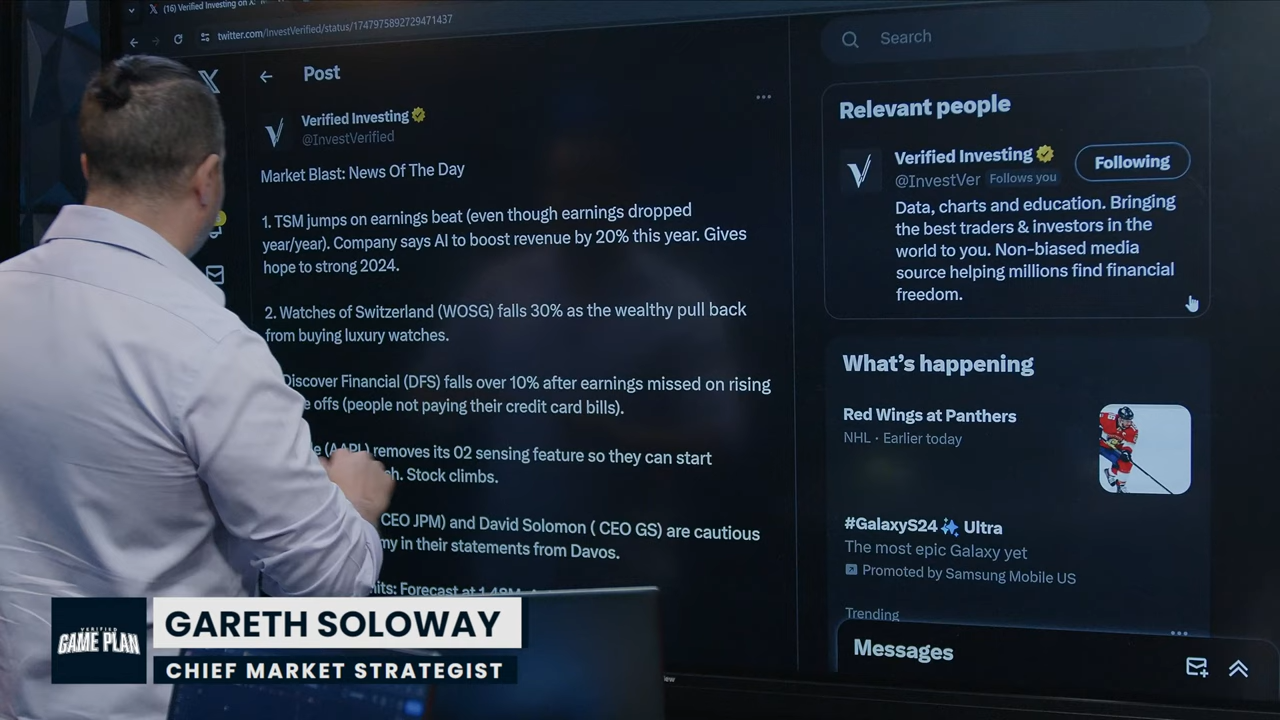 (16) Verified Investing on X:
twitter.com/InvestVerified/status/1747975892729471437
Post
Verified Investing
@InvestVerified
Market Blast: News Of The Day
1. TSM jumps on earnings beat (even though earnings dropped
year/year). Company says AI to boost revenue by 20% this year. Gives
hope to strong 2024.
2. Watches of Switzerland (WOSG) falls 30% as the wealthy pull back
from buying luxury watches.
Discover Financial (DFS) falls over 10% after earnings missed on rising
offs (people not paying their credit card bills).
(AAPL) removes its 02 sensing feature so they can start
Stock climbs.
CEO JPM) and David Solomon ( CEO GS) are cautious
in their statements from Davos.
Forecast at
Search
Relevant people
Verified Investing
Following
@InvestVer Follows you
Data, charts and education. Bringing
the best traders & investors in the
world to you. Non-biased media
source helping millions find financial
freedom.
What's happening
Red Wings at Panthers
NHL · Earlier today
#GalaxyS24 Ultra
The most epic Galaxy yet
Promoted by Samsung Mobile US
Trending
Messages
VERIFIED
GAME PLAN
GARETH SOLOWAY
CHIEF MARKET STRATEGIST